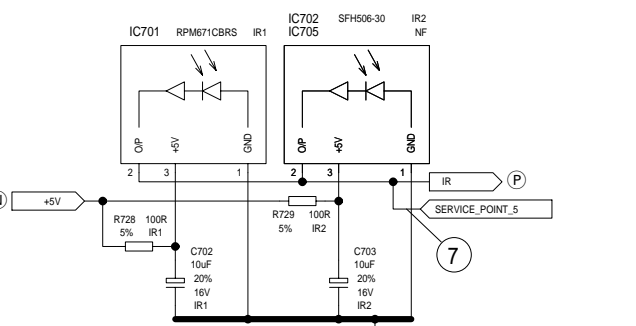 IC701 RPM671CBRS IR1
IC702 SFH506-30 IR2
IC705 NF
O/P +5V GND
O/P +5V GND
2 3 1
2 3 1
IR P
+5V
SERVICE_POINT_5
R728 100R
5% IR1
R729 100R
5% IR2
7
C702
10uF
20%
16V
IR1
C703
10uF
20%
16V
IR2